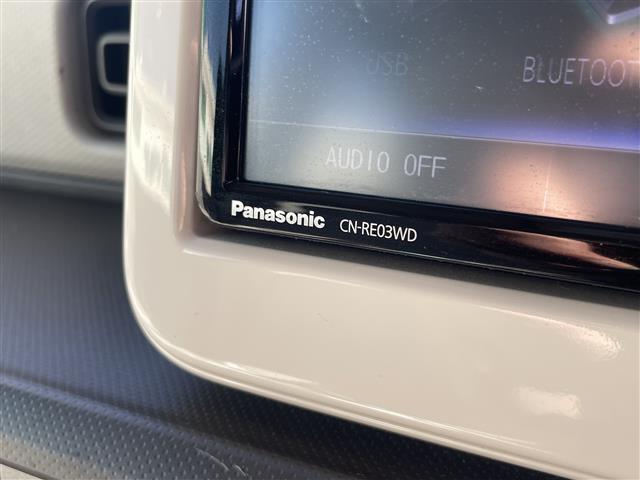 USB
BLUETOOT
AUDIO OFF
Panasonic CN-RE03WD